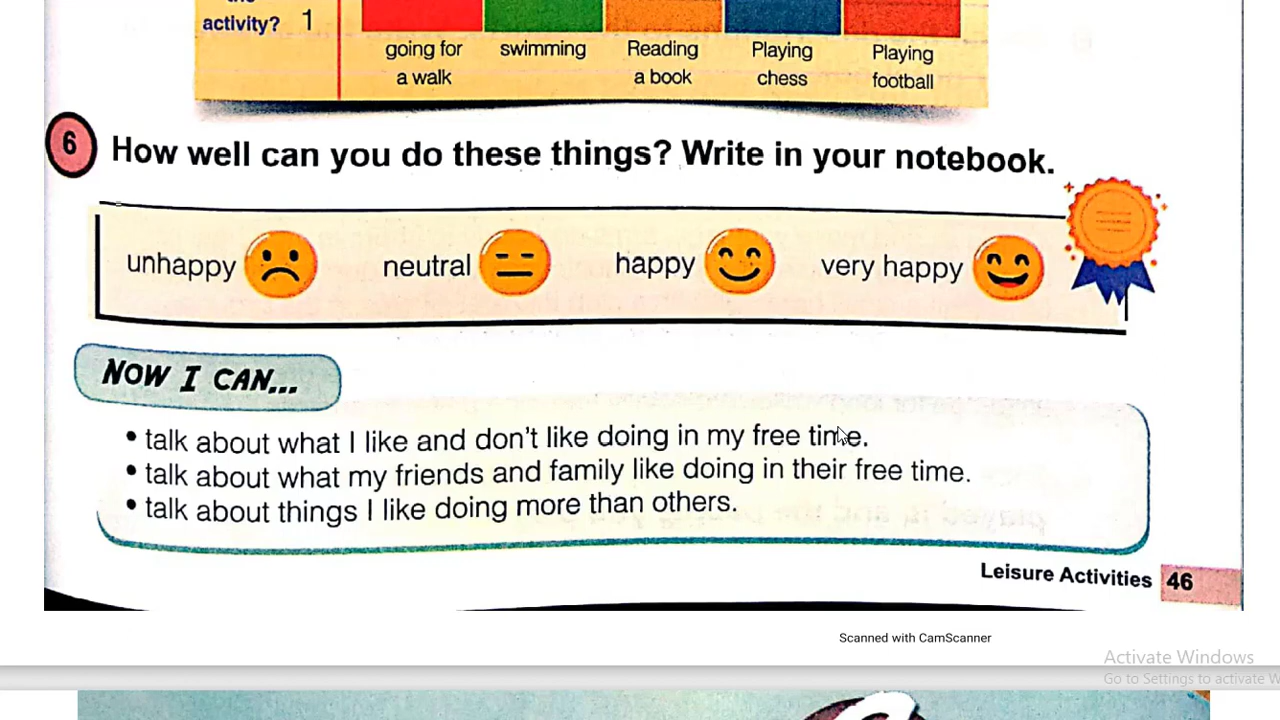 activity? 1
going for
a walk
swimming
Reading
a book
Playing
chess
Playing
football
6 How well can you do these things? Write in your notebook.
unhappy neutral happy very happy
NOW I CAN...
• talk about what I like and don't like doing in my free time.
• talk about what my friends and family like doing in their free time.
• talk about things I like doing more than others.
Leisure Activities 46
Scanned with CamScanner
Activate Windows
Go to Settings to activate W